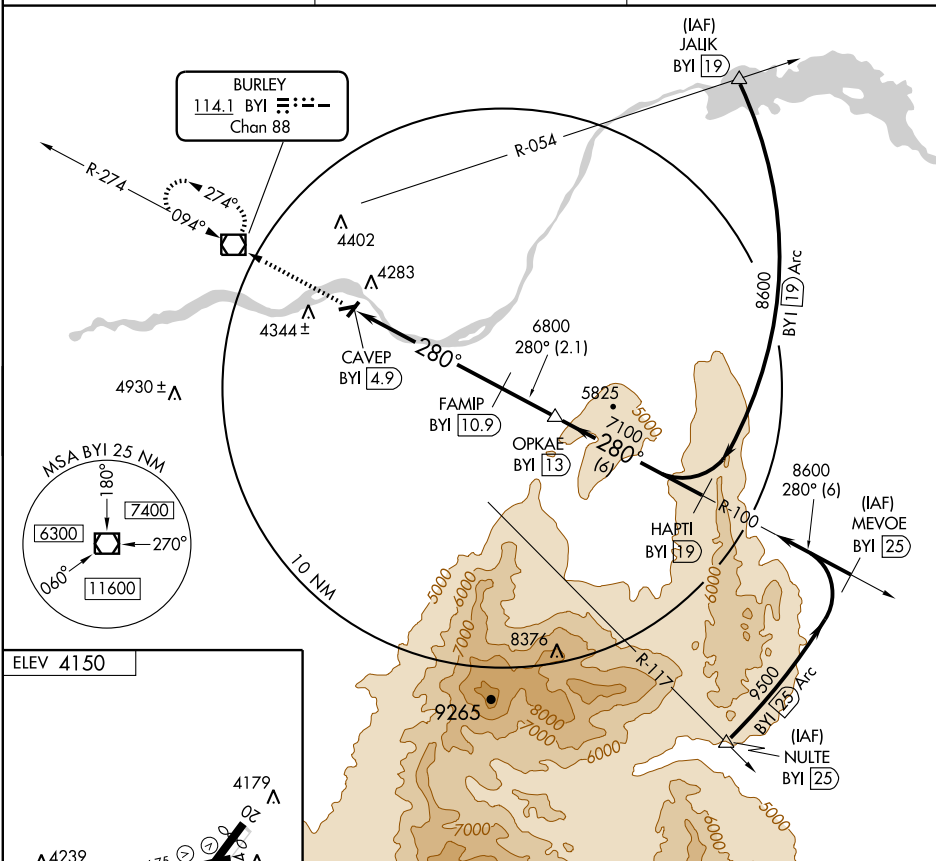 (IAF)
JALIK
BYI 19
BURLEY
114.1 BYI
Chan 88
R-054
R-274
274°
094°
4402
4283
4344 ±
8600
BYI 19 Arc
CAVEP
BYI 4.9
280°
6800
280° (2.1)
4930 ±
FAMIP
BYI 10.9
5825
5000
7100
280°
(6)
OPKAE
BYI 13
MSA BYI 25 NM
180°
7400
6300
270°
060°
11600
8600
280° (6)
R-100
(IAF)
MEVOE
BYI 25
HAPTI
BYI 19
6000
10 NM
5000
6000
7000
8376
R-117
9500
BYI 25 Arc
ELEV 4150
9265
8000
7000
6000
(IAF)
NULTE
BYI 25
4179
20
5000
7000
6000
4239